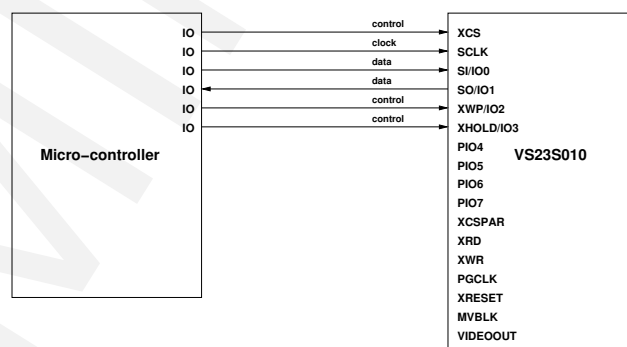 control
IO XCS
clock
IO SCLK
data
IO SI/IO0
data
IO SO/IO1
control
IO XWP/IO2
control
IO XHOLD/IO3
PIO4
Micro-controller VS23S010
PIO5
PIO6
PIO7
XCSPAR
XRD
XWR
PGCLK
XRESET
MVBLK
VIDEOOUT